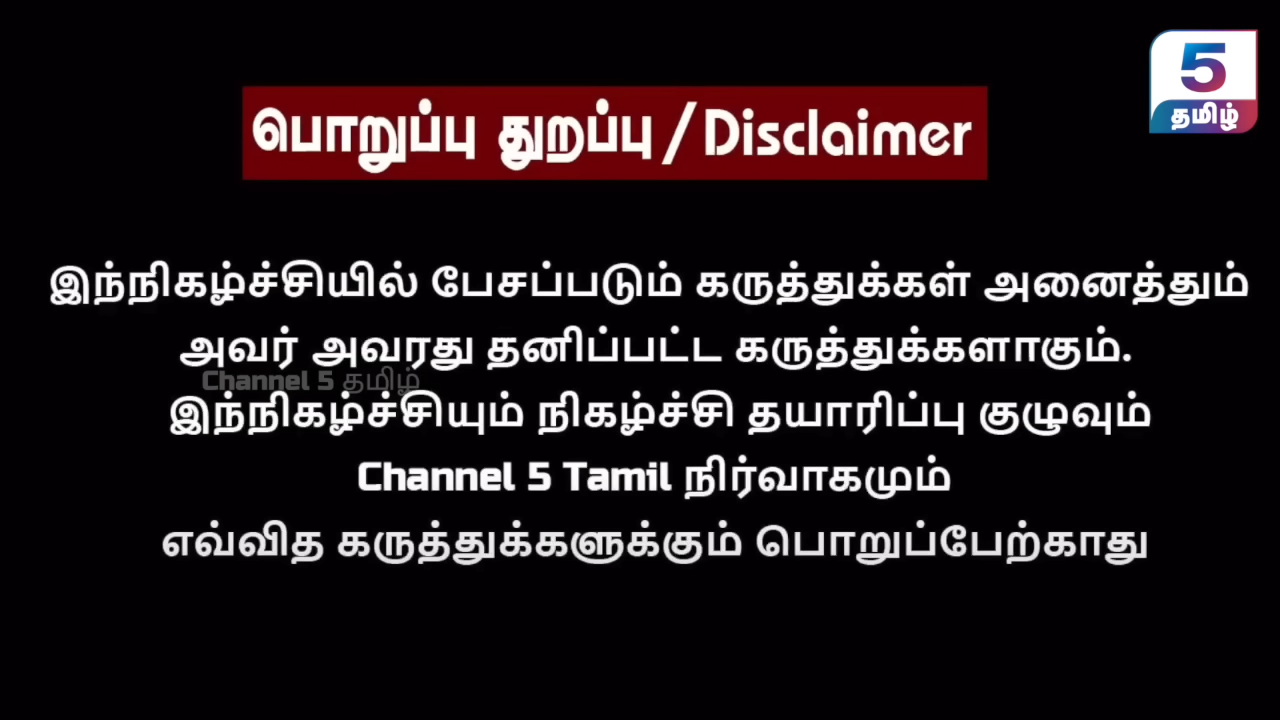 5
தமிழ்
பொறுப்பு துறப்பு/Disclaimer
இந்நிகழ்ச்சியில் பேசப்படும் கருத்துக்கள் அனைத்தும்
அவர் அவரது தனிப்பட்ட கருத்துக்களாகும்.
Channel 5 தமிழ்
இந்நிகழ்ச்சியும் நிகழ்ச்சி தயாரிப்பு குழுவும்
Channel 5 Tamil நிர்வாகமும்
எவ்வித கருத்துக்களுக்கும் பொறுப்பேற்காது